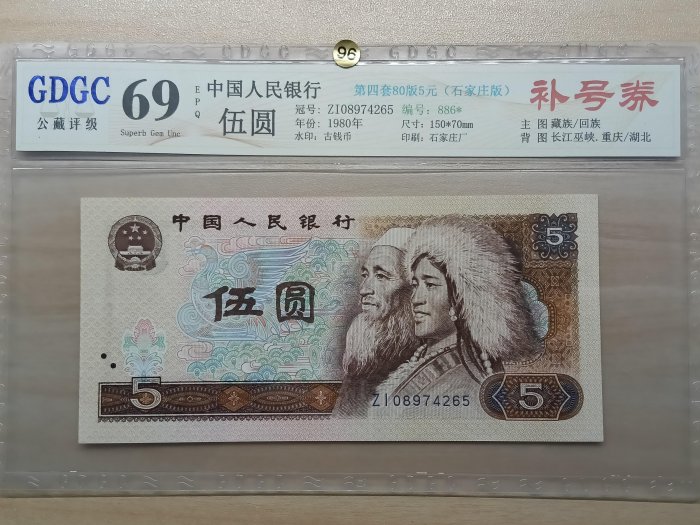 96
GDGC
公藏评级
69
Superb Gem Unc
EPQ
中国人民银行
伍圆
第四套80版5元（石家庄版）
冠号: ZI08974265 编号: 886*
年份: 1980年 尺寸: 150*70mm
水印: 古钱币 印刷: 石家庄厂
补号券
主 图 藏族/回族
背 图 长江巫峡.重庆/湖北
中国人民银行
5
伍圆
5
ZI08974265
5